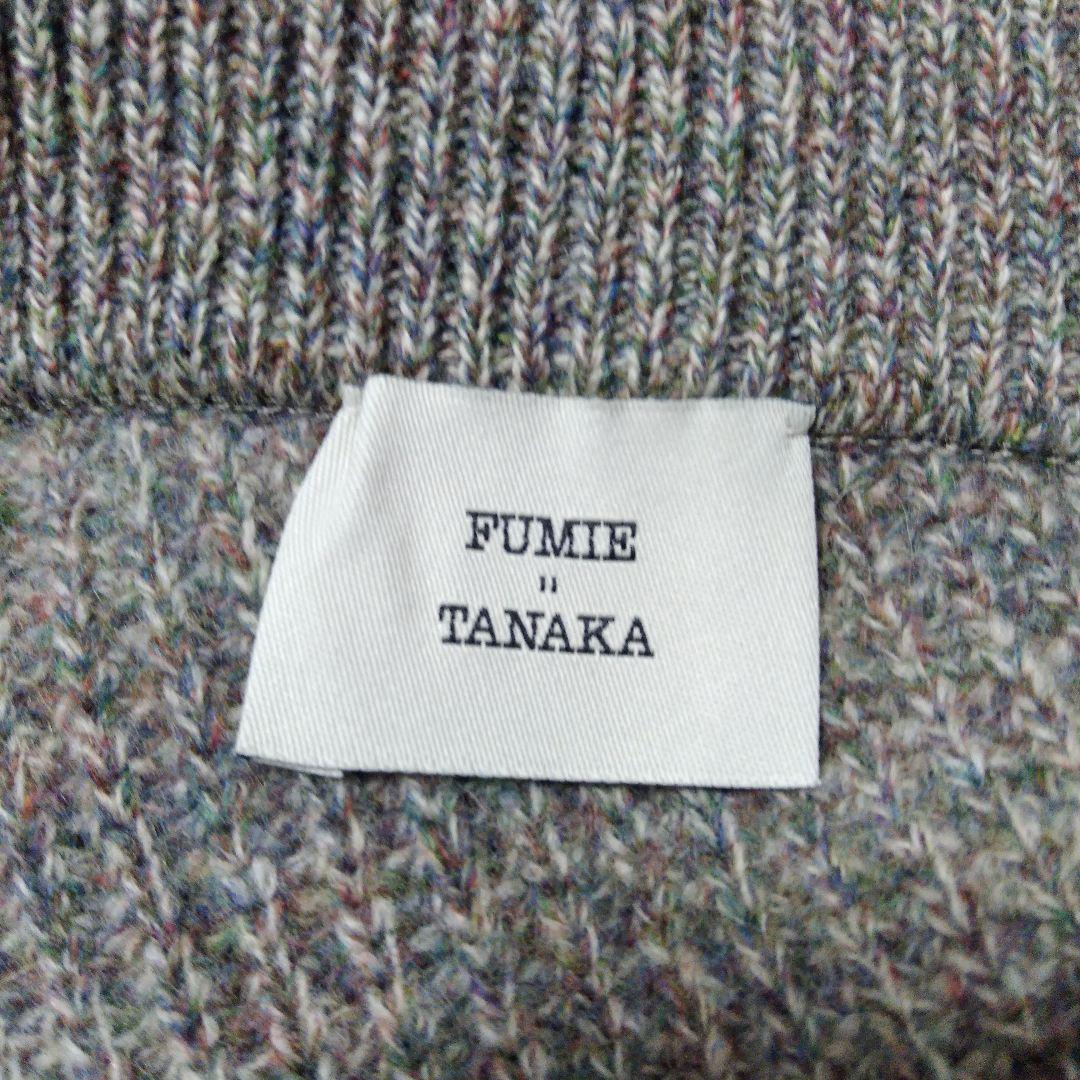 FUMIE
"
TANAKA